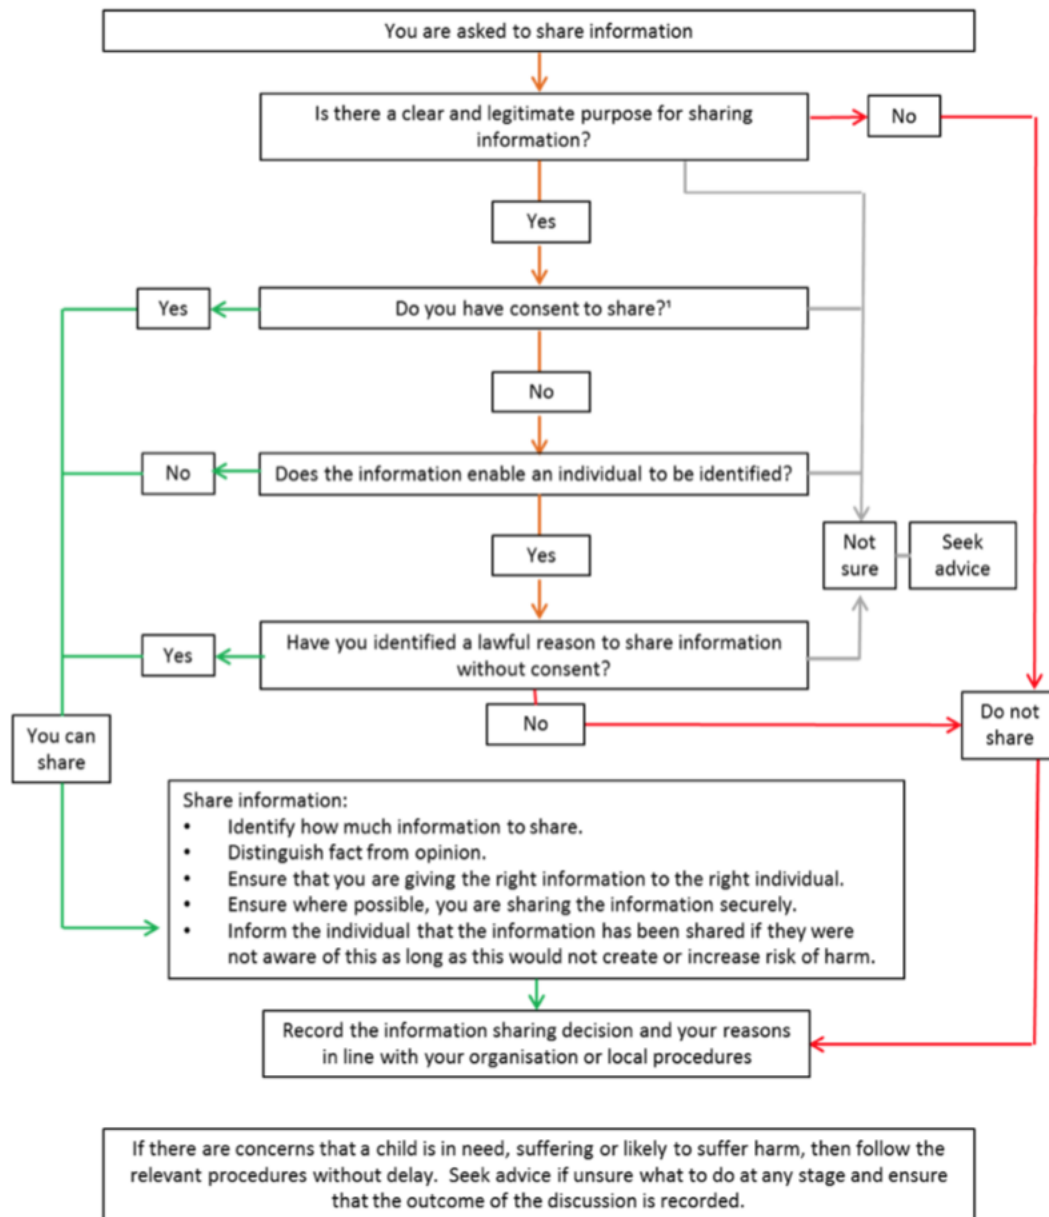 You are asked to share information
Is there a clear and legitimate purpose for sharing
information?
No
Yes
Yes
Do you have consent to share?¹
No
No
Does the information enable an individual to be identified?
Yes
Not
sure
Seek
advice
Yes
Have you identified a lawful reason to share information
without consent?
No
You can
share
Do not
share
Share information:
• Identify how much information to share.
• Distinguish fact from opinion.
• Ensure that you are giving the right information to the right individual.
• Ensure where possible, you are sharing the information securely.
• Inform the individual that the information has been shared if they were
not aware of this as long as this would not create or increase risk of harm.
Record the information sharing decision and your reasons
in line with your organisation or local procedures
If there are concerns that a child is in need, suffering or likely to suffer harm, then follow the
relevant procedures without delay. Seek advice if unsure what to do at any stage and ensure
that the outcome of the discussion is recorded.